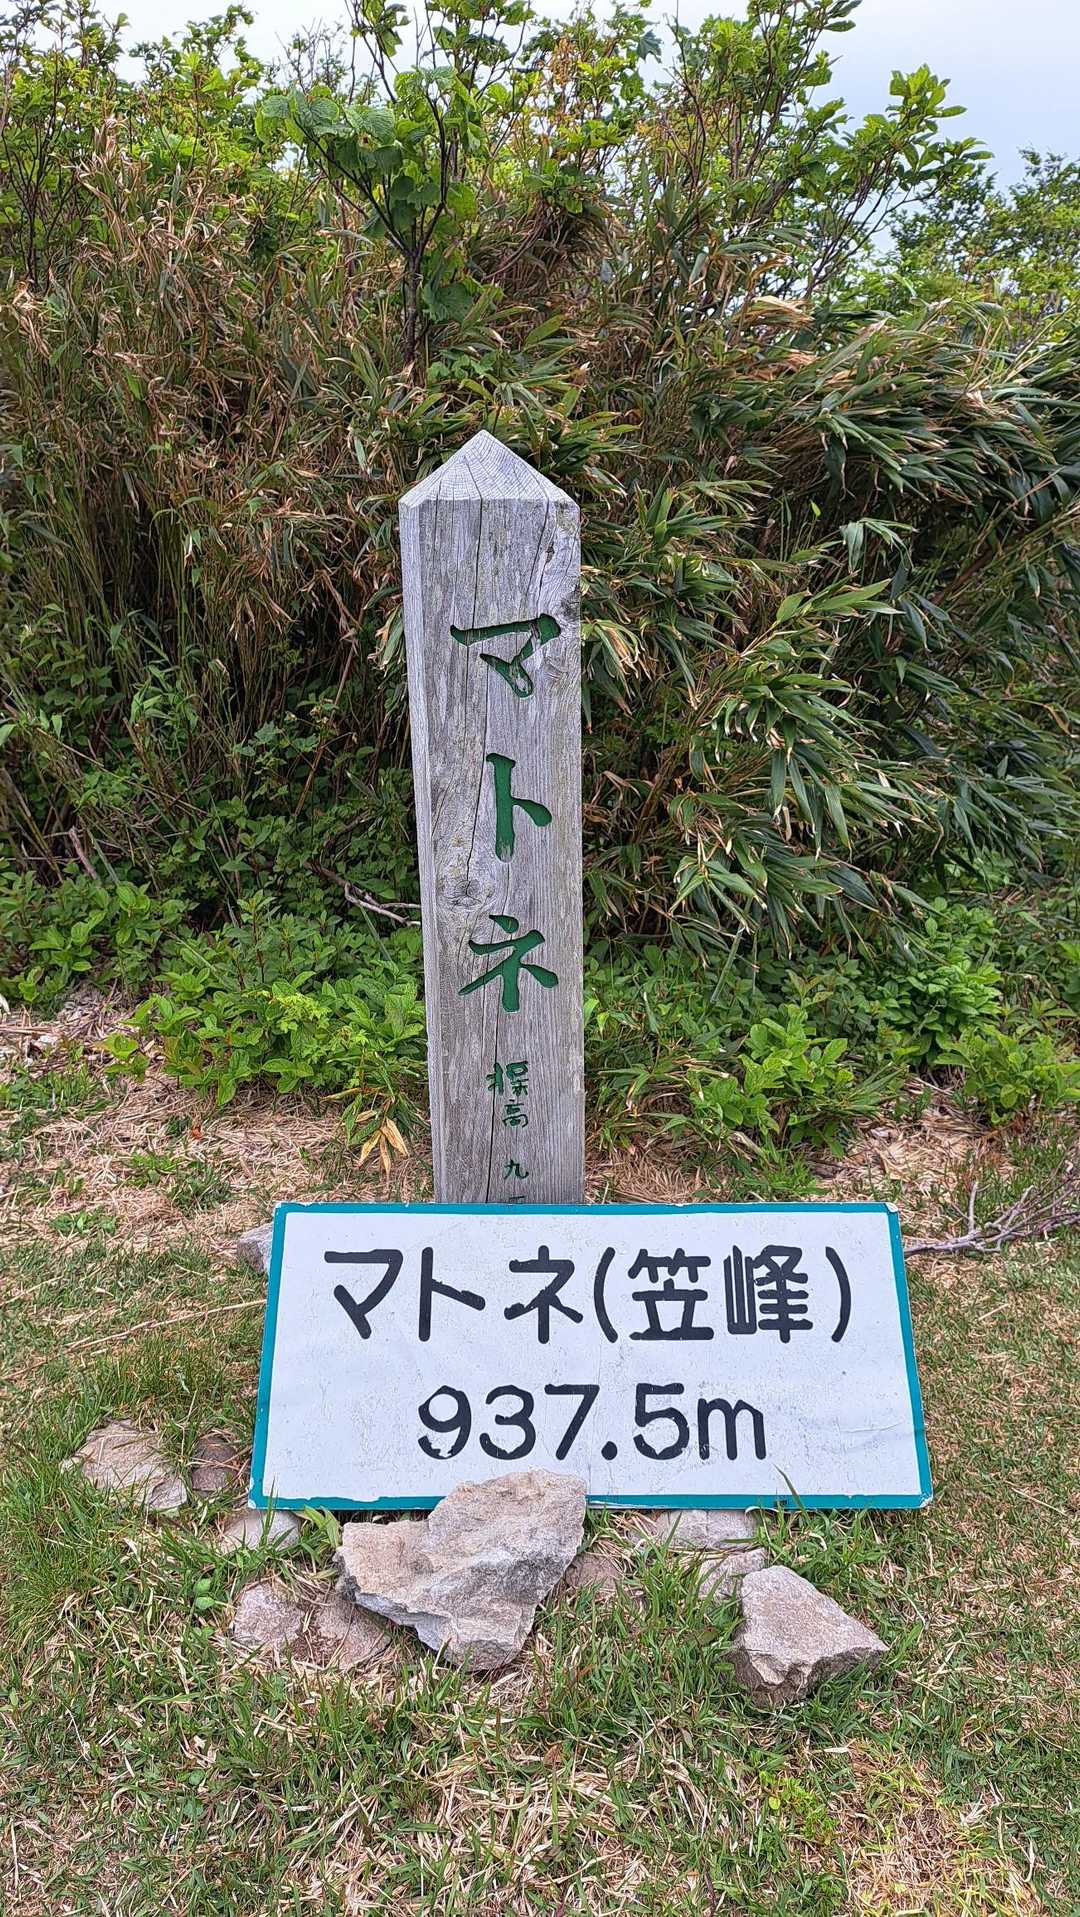 マトネ
標高 九
マトネ(笠峰)
937.5m